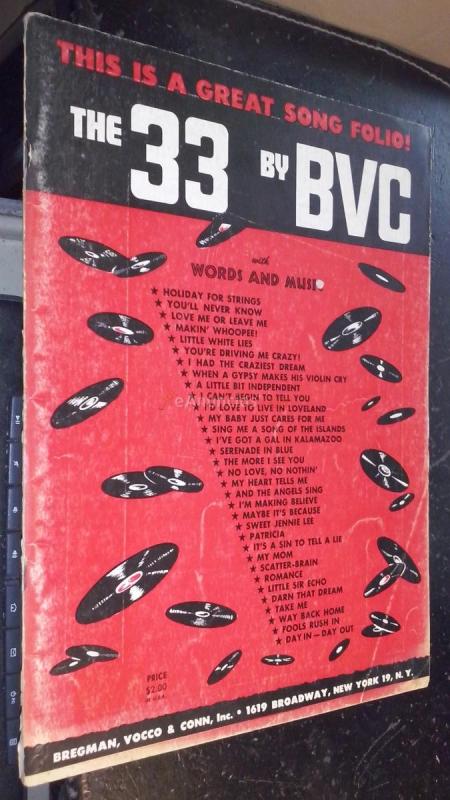 THIS IS A GREAT SONG FOLIO!
THE 33 BY BVC
with
WORDS AND MUSIC
★ HOLIDAY FOR STRINGS
★ YOU'LL NEVER KNOW
★ LOVE ME OR LEAVE ME
★ MAKIN' WHOOPEE!
★ LITTLE WHITE LIES
★ YOU'RE DRIVING ME CRAZY!
★ I HAD THE CRAZIEST DREAM
★ WHEN A GYPSY MAKES HIS VIOLIN CRY
★ A LITTLE BIT INDEPENDENT
★ I CAN'T BEGIN TO TELL YOU
★ I'D LOVE TO LIVE IN LOVELAND
★ MY BABY JUST CARES FOR ME
★ SING ME A SONG OF THE ISLANDS
★ I'VE GOT A GAL IN KALAMAZOO
★ SERENADE IN BLUE
★ THE MORE I SEE YOU
★ NO LOVE, NO NOTHIN'
★ MY HEART TELLS ME
★ AND THE ANGELS SING
★ I'M MAKING BELIEVE
★ MAYBE IT'S BECAUSE
★ SWEET JENNIE LEE
★ PATRICIA
★ IT'S A SIN TO TELL A LIE
★ MY MOM
★ SCATTER-BRAIN
★ ROMANCE
★ LITTLE SIR ECHO
★ DARN THAT DREAM
★ TAKE ME
★ WAY BACK HOME
★ FOOLS RUSH IN
★ DAY IN — DAY OUT
PRICE
$2.00
IN U.S.A.
BREGMAN, VOCCO & CONN, Inc. • 1619 BROADWAY, NEW YORK 19, N. Y.